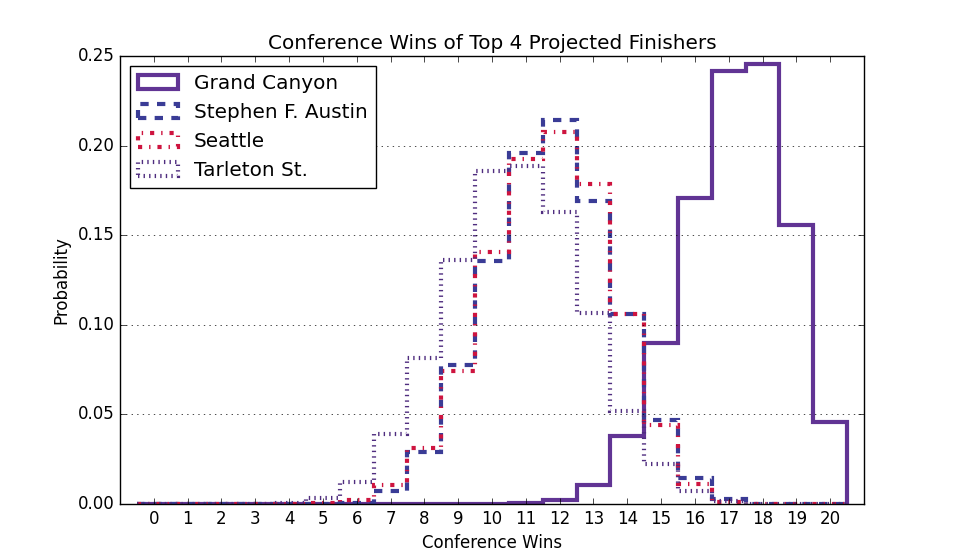 Conference Wins of Top 4 Projected Finishers
0.25
0.20
0.15
0.10
0.05
0.00
Probability
Grand Canyon
Stephen F. Austin
Seattle
Tarleton St.
0 1 2 3 4 5 6 7 8 9 10 11 12 13 14 15 16 17 18 19 20
Conference Wins